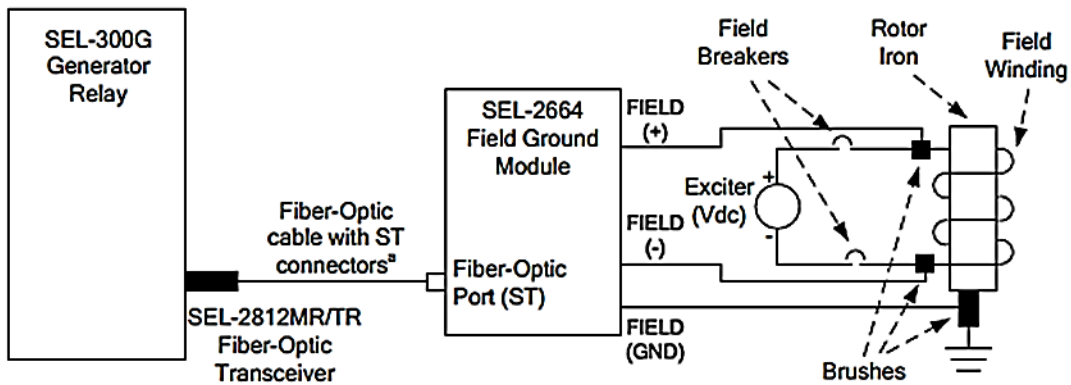 SEL-300G
Generator
Relay
Fiber-Optic
cable with ST
connectorsª
SEL-2812MR/TR
Fiber-Optic
Transceiver
SEL-2664
Field Ground
Module
Fiber-Optic
Port (ST)
FIELD
(+)
FIELD
(-)
FIELD
(GND)
Field
Breakers
Exciter
(Vdc)
+
-
Rotor
Iron
Field
Winding
Brushes